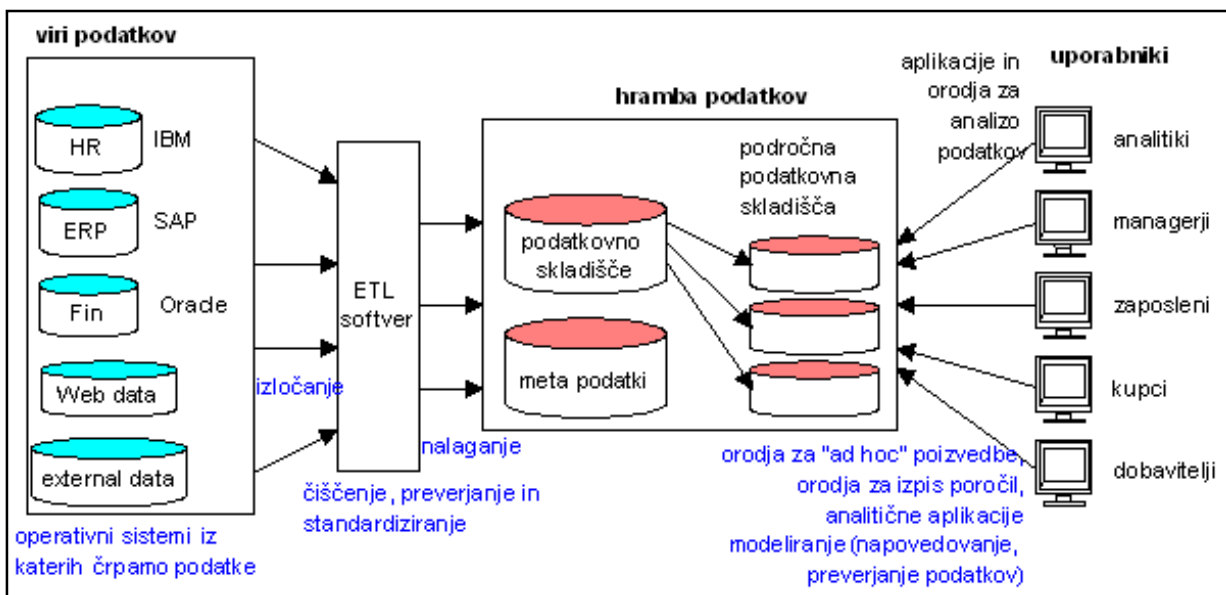 viri podatkov
HR
IBM
ERP
SAP
Fin
Oracle
Web data
external data
operativni sistemi iz
katerih črpamo podatke
izločanje
ETL
softver
čiščenje, preverjanje in
standardiziranje
nalaganje
hramba podatkov
podatkovno
skladišče
meta podatki
področna
podatkovna
skladišča
aplikacije in
orodja za
analizo
podatkov
orodja za "ad hoc" poizvedbe,
orodja za izpis poročil,
analitične aplikacije
modeliranje (napovedovanje,
preverjanje podatkov)
uporabniki
analitiki
managerji
zaposleni
kupci
dobavitelji